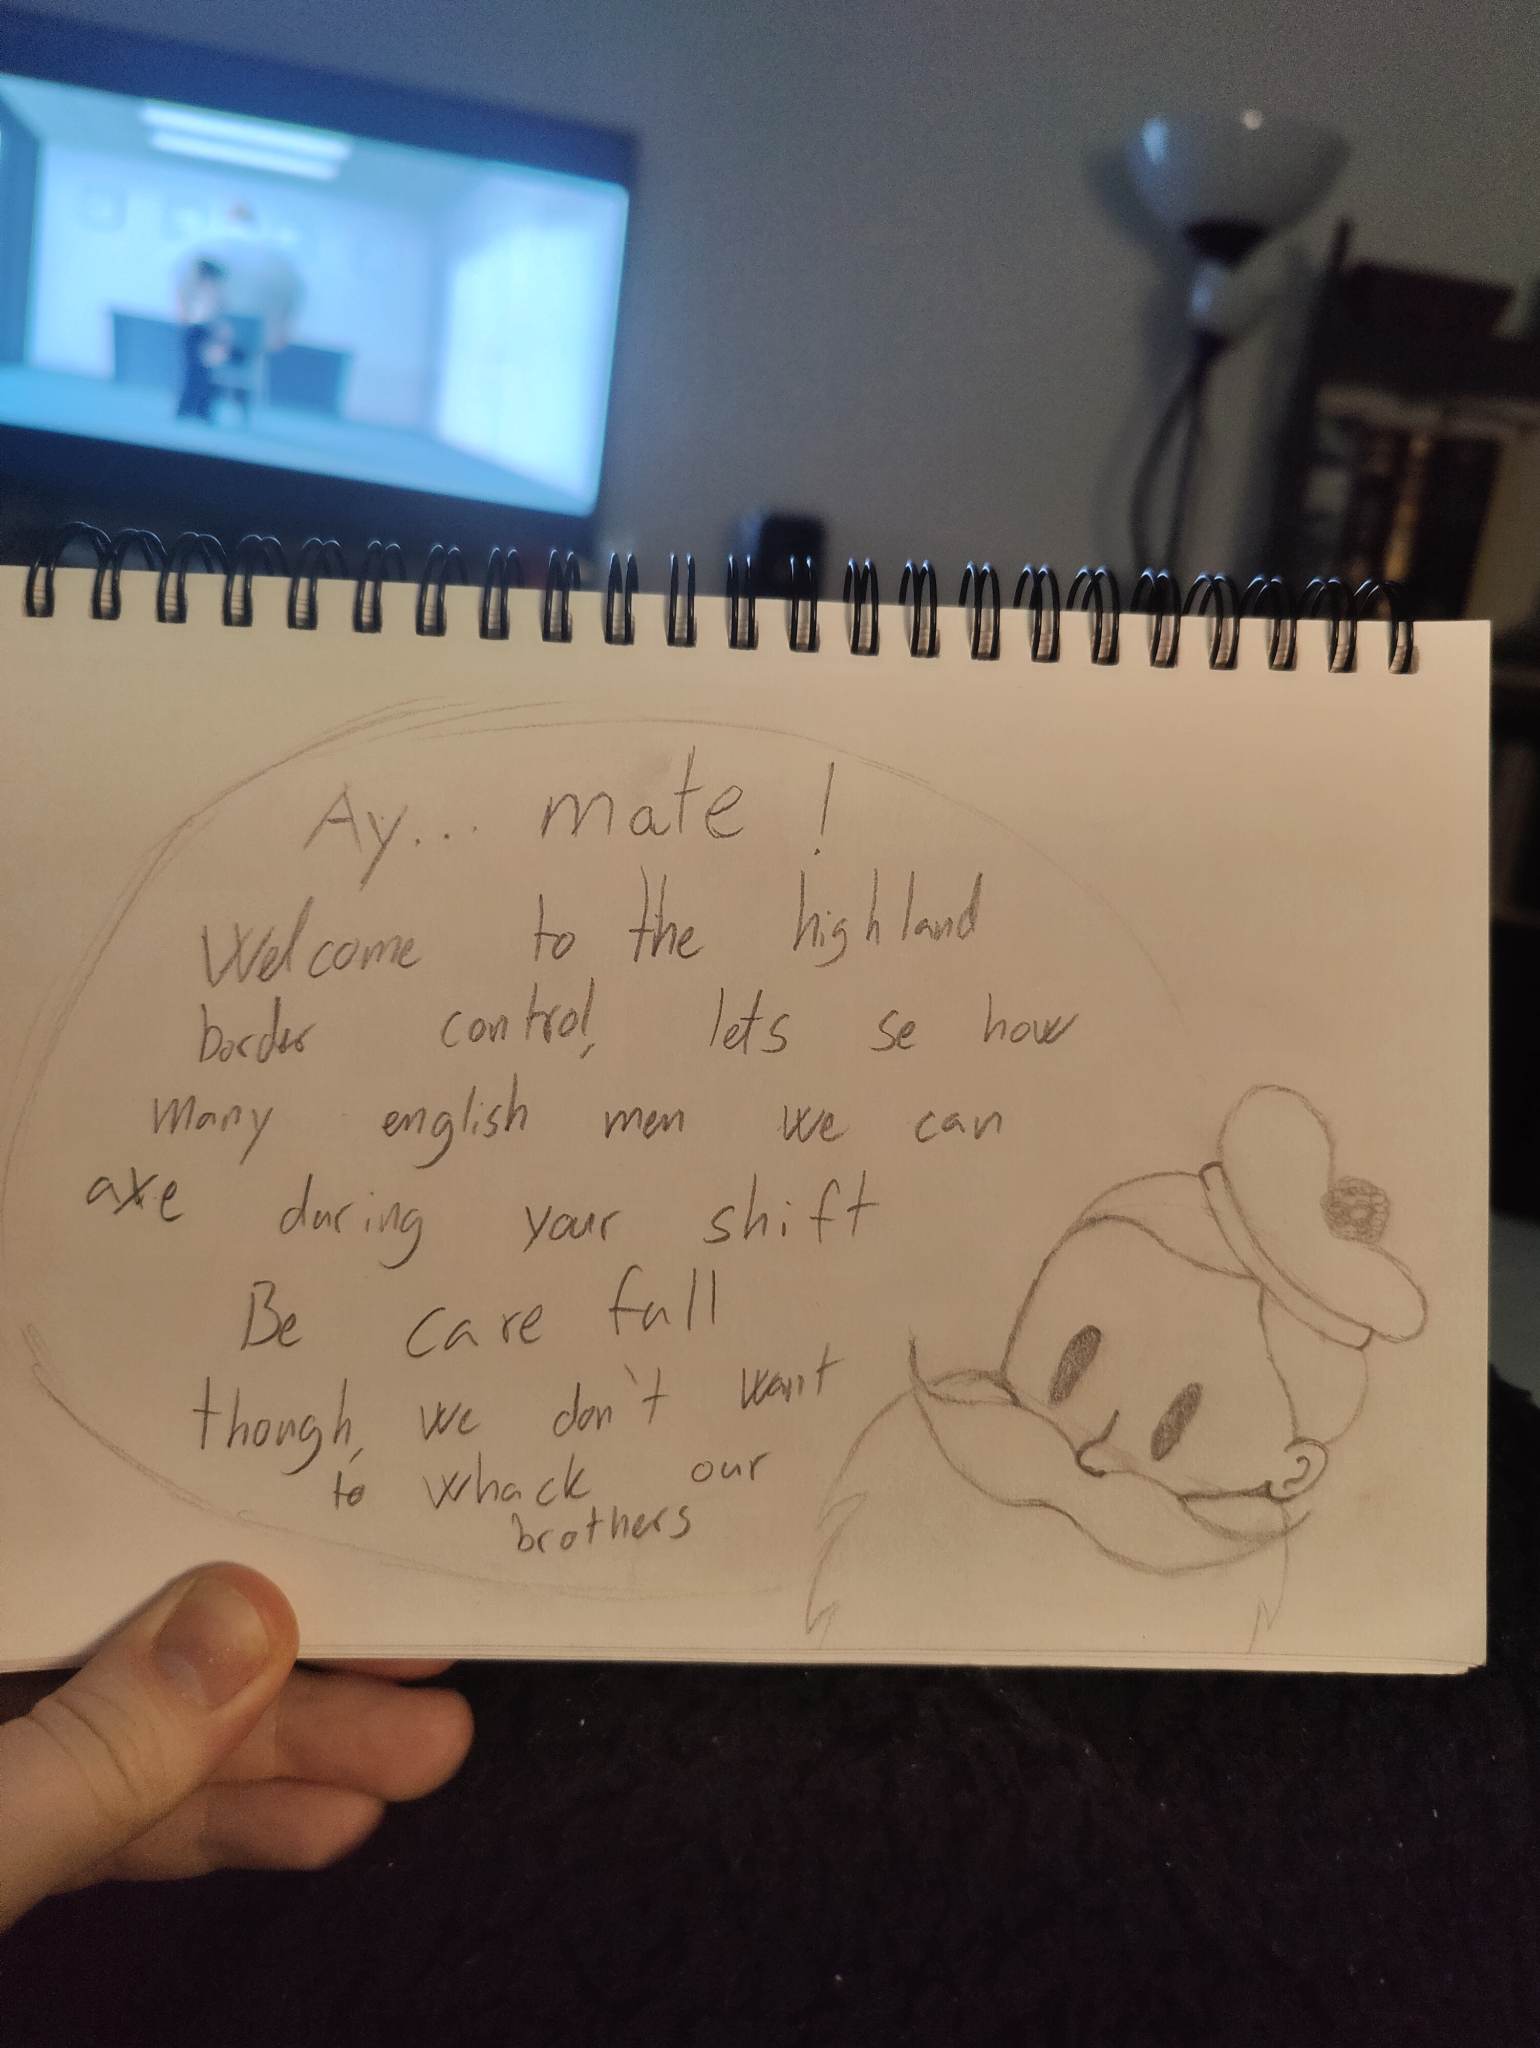 Ay... mate !
Welcome to the highland
border control, lets se how
many english men we can
axe during your shift
Be care full
though, we don't want
to whack our
brothers